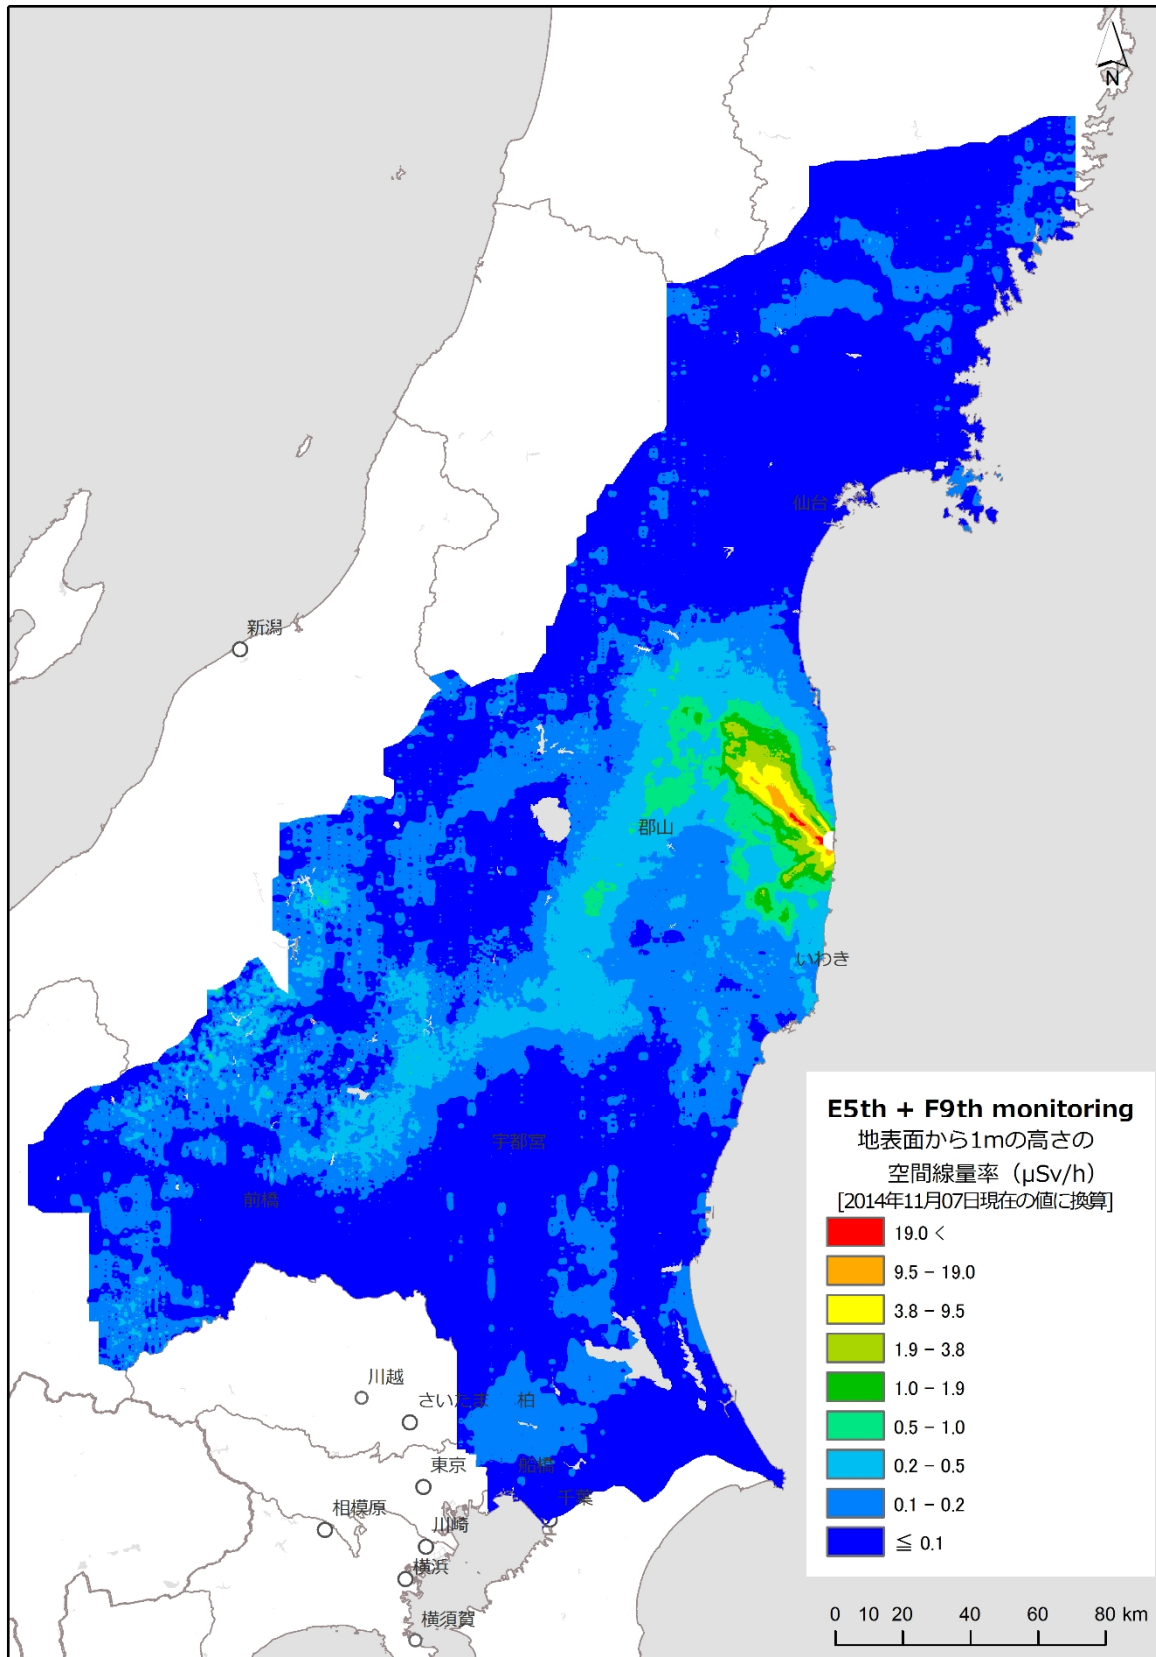 N
仙台
新潟
郡山
いわき
宇都宮
前橋
川越
さいたま
柏
東京
船橋
千葉
相模原
川崎
横浜
横須賀
E5th + F9th monitoring
地表面から1mの高さの
空間線量率（μSv/h）
[2014年11月07日現在の値に換算]
19.0 <
9.5 - 19.0
3.8 - 9.5
1.9 - 3.8
1.0 - 1.9
0.5 - 1.0
0.2 - 0.5
0.1 - 0.2
≦ 0.1
0 10 20 40 60 80 km